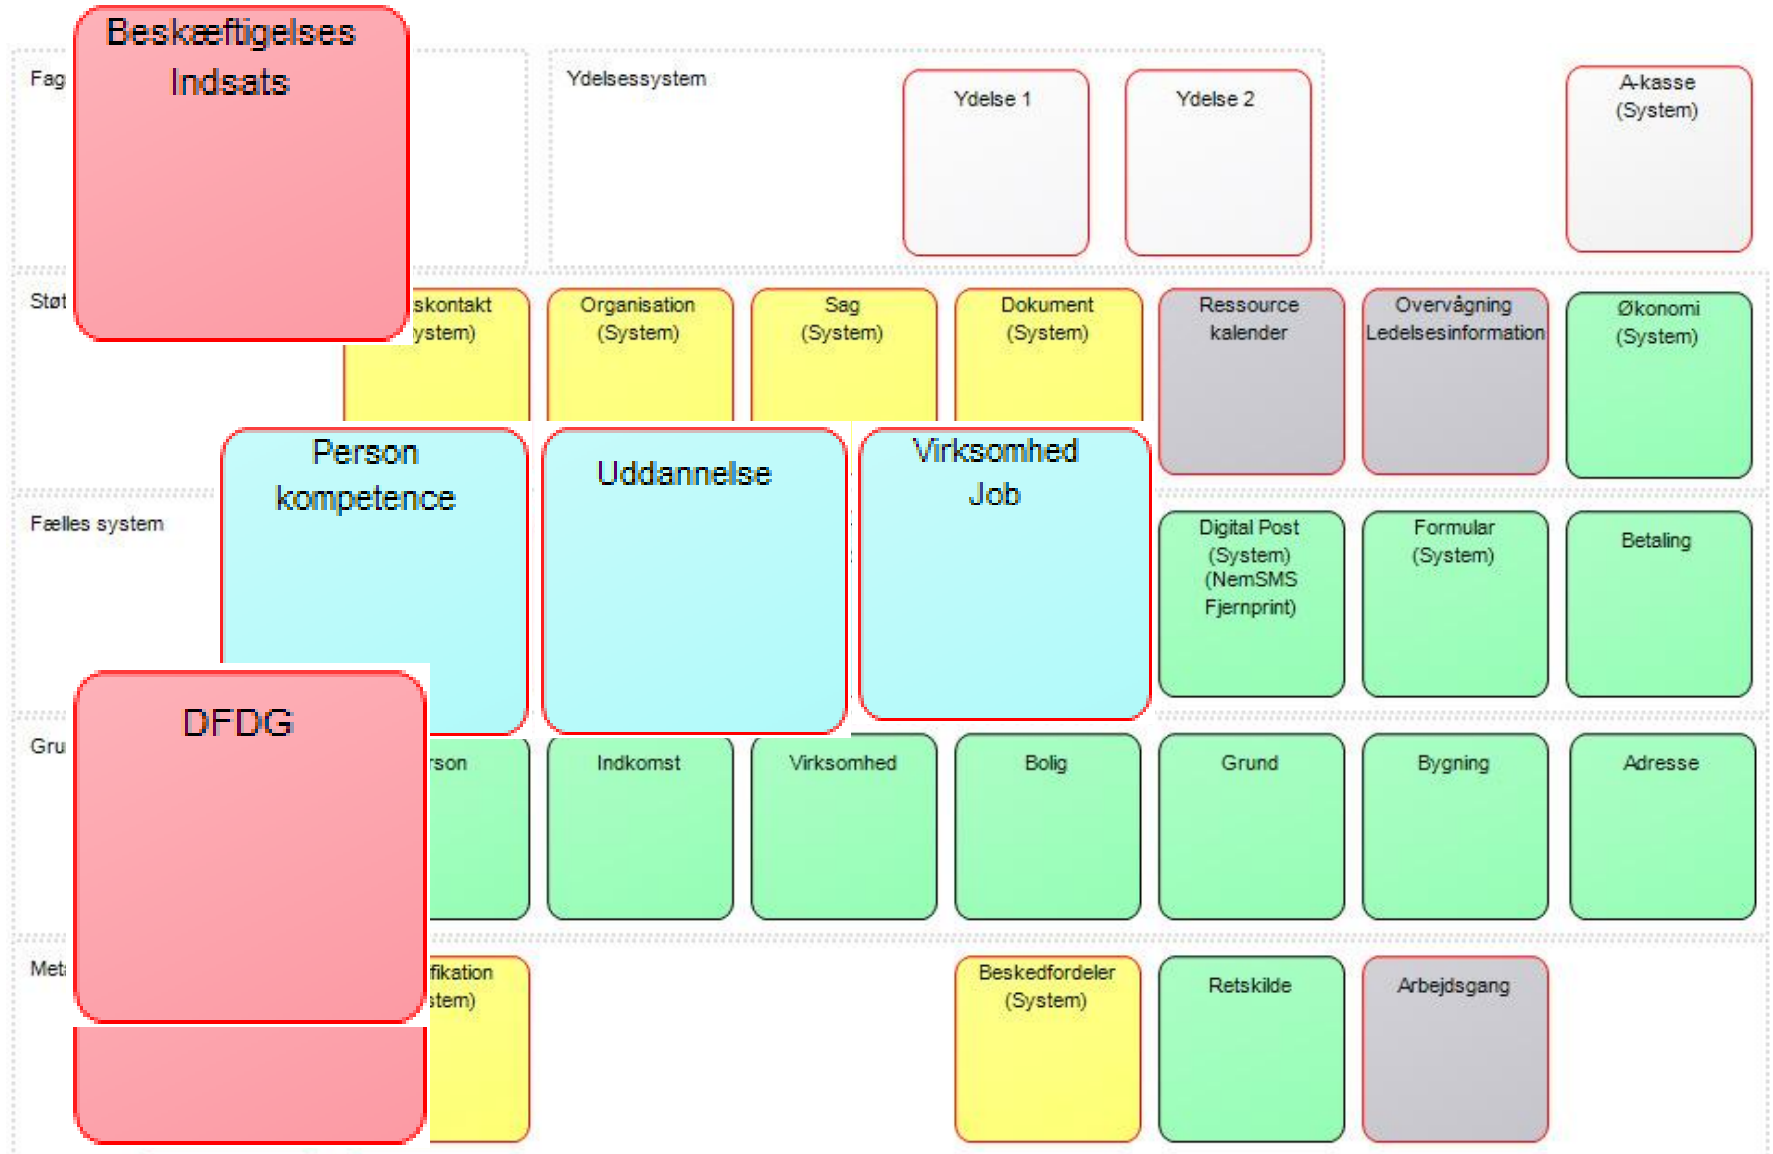 Beskæftigelses
Indsats
Fag
Ydelsessystem
Ydelse 1
Ydelse 2
A-kasse
(System)
Støt
skontakt
ystem)
Organisation
(System)
Sag
(System)
Dokument
(System)
Ressource
kalender
Overvågning
Ledelsesinformation
Økonomi
(System)
Person
kompetence
Uddannelse
Virksomhed
Job
Fælles system
Digital Post
(System)
(NemSMS
Fjernprint)
Formular
(System)
Betaling
DFDG
Gru
rson
Indkomst
Virksomhed
Bolig
Grund
Bygning
Adresse
Meta
fikation
stem)
Beskedfordeler
(System)
Retskilde
Arbejdsgang